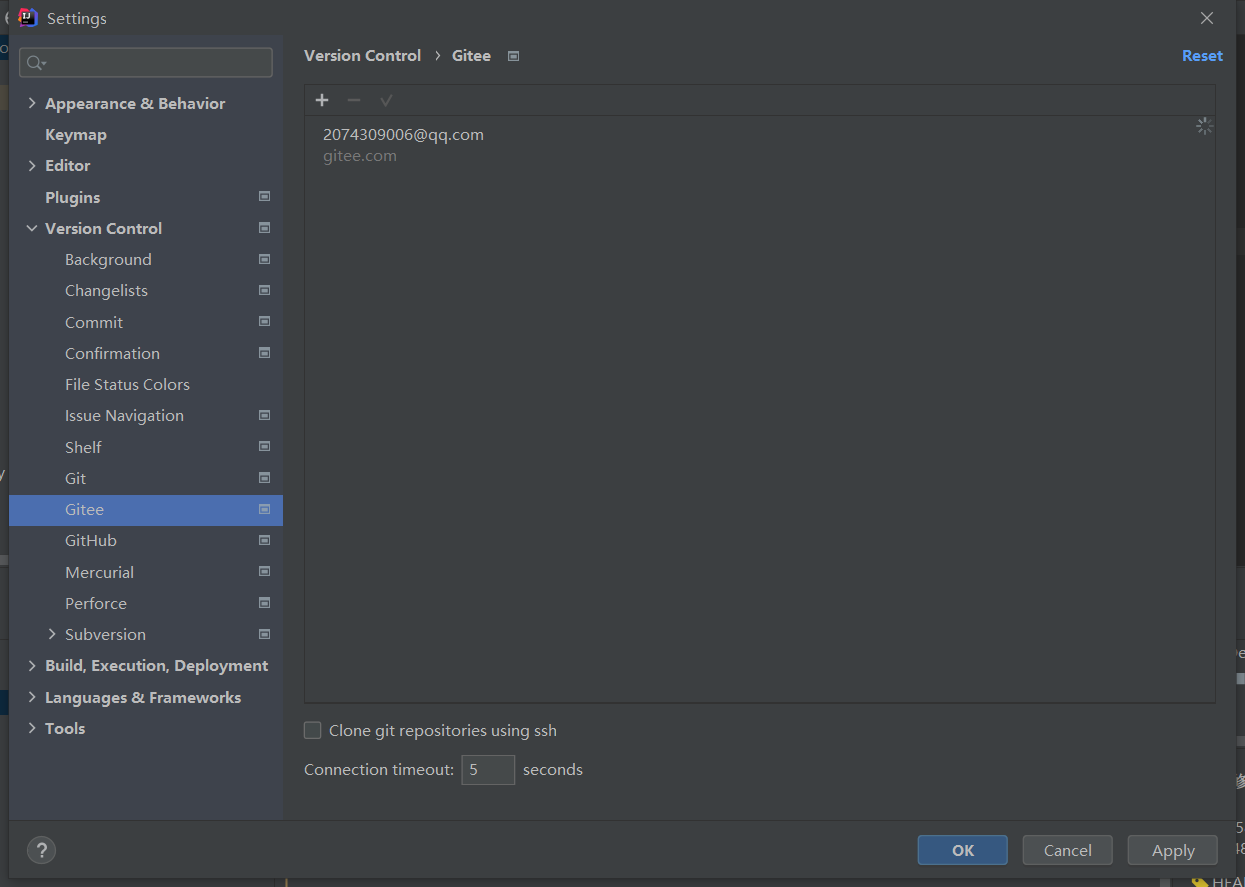 Settings
Version Control › Gitee
Reset
Appearance & Behavior
Keymap
Editor
Plugins
Version Control
Background
Changelists
Commit
Confirmation
File Status Colors
Issue Navigation
Shelf
Git
Gitee
GitHub
Mercurial
Perforce
Subversion
Build, Execution, Deployment
Languages & Frameworks
Tools
2074309006@qq.com
gitee.com
Clone git repositories using ssh
Connection timeout: 5 seconds
?
OK
Cancel
Apply